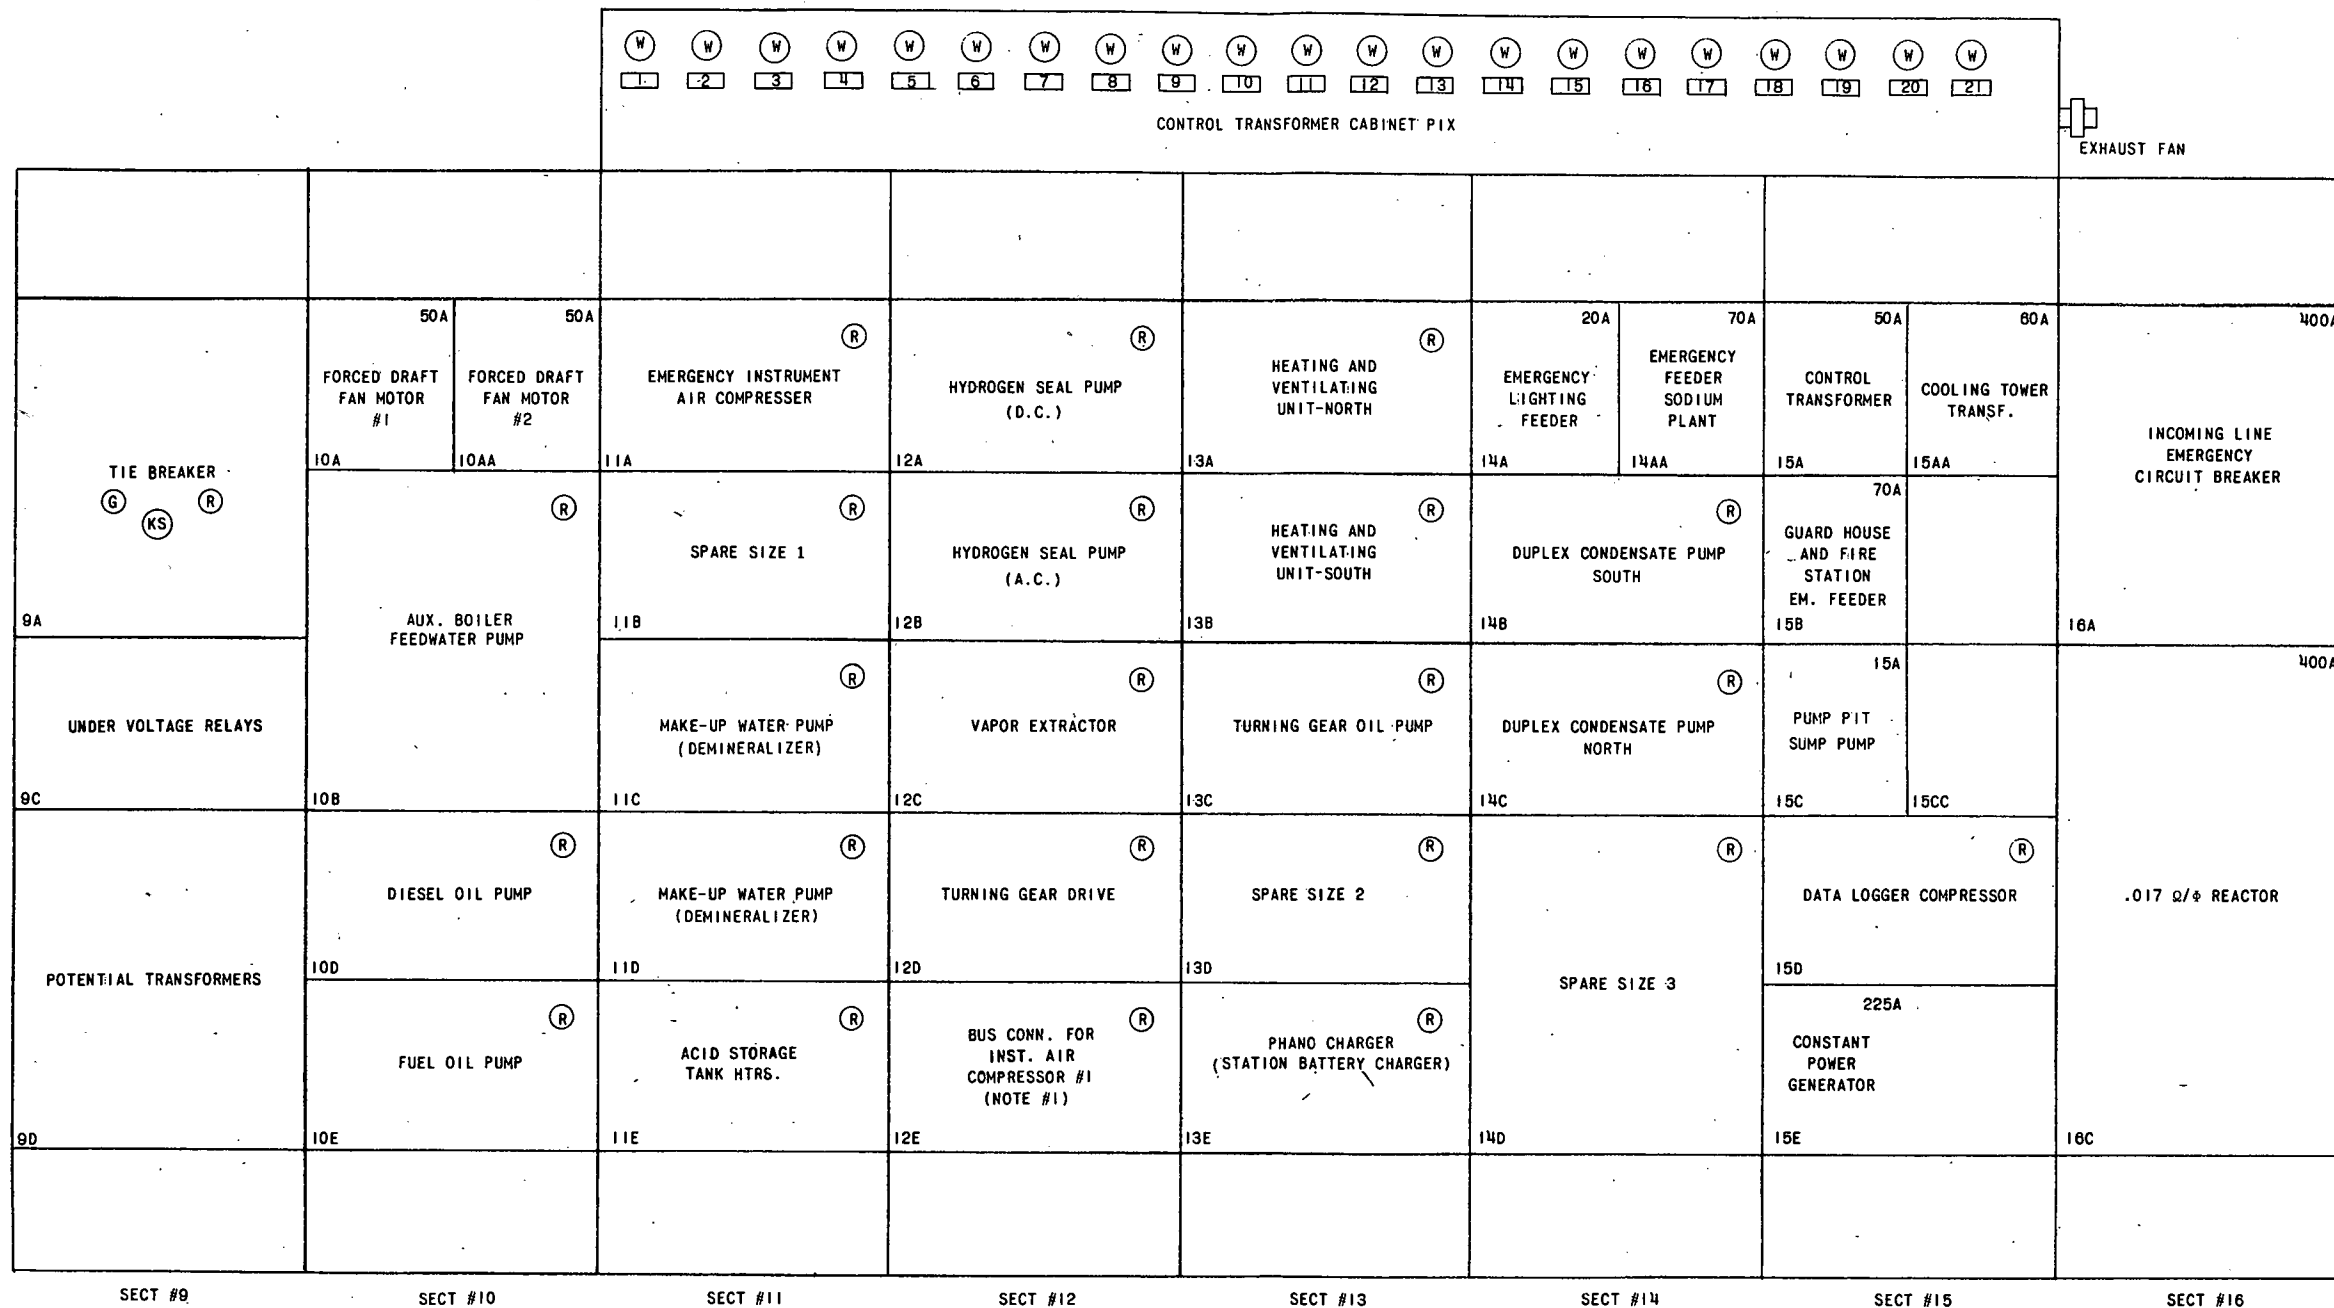 W W W W W W W W W W W W W W W W W W W W W
1 2 3 4 5 6 7 8 9 10 11 12 13 14 15 16 17 18 19 20 21
CONTROL TRANSFORMER CABINET PIX
EXHAUST FAN
TIE BREAKER
G R
KS
9A
UNDER VOLTAGE RELAYS
9C
POTENTIAL TRANSFORMERS
9D
SECT #9
50A
FORCED DRAFT
FAN MOTOR
#1
10A
50A
FORCED DRAFT
FAN MOTOR
#2
10AA
R
AUX. BOILER
FEEDWATER PUMP
10B
R
DIESEL OIL PUMP
10D
R
FUEL OIL PUMP
10E
SECT #10
R
EMERGENCY INSTRUMENT
AIR COMPRESSER
11A
R
SPARE SIZE 1
11B
R
MAKE-UP WATER PUMP
(DEMINERALIZER)
11C
R
MAKE-UP WATER PUMP
(DEMINERALIZER)
11D
R
ACID STORAGE
TANK HTRS.
11E
SECT #11
R
HYDROGEN SEAL PUMP
(D.C.)
12A
R
HYDROGEN SEAL PUMP
(A.C.)
12B
R
VAPOR EXTRACTOR
12C
R
TURNING GEAR DRIVE
12D
R
BUS CONN. FOR
INST. AIR
COMPRESSOR #1
(NOTE #1)
12E
SECT #12
R
HEATING AND
VENTILATING
UNIT-NORTH
13A
R
HEATING AND
VENTILATING
UNIT-SOUTH
13B
R
TURNING GEAR OIL PUMP
13C
R
SPARE SIZE 2
13D
R
PHANO CHARGER
(STATION BATTERY CHARGER)
13E
SECT #13
20A
EMERGENCY
LIGHTING
FEEDER
14A
70A
EMERGENCY
FEEDER
SODIUM
PLANT
14AA
R
DUPLEX CONDENSATE PUMP
SOUTH
14B
R
DUPLEX CONDENSATE PUMP
NORTH
14C
R
SPARE SIZE 3
14D
SECT #14
50A
CONTROL
TRANSFORMER
15A
60A
COOLING TOWER
TRANSF.
15AA
70A
GUARD HOUSE
AND FIRE
STATION
EM. FEEDER
15B
15A
PUMP PIT
SUMP PUMP
15C
15CC
R
DATA LOGGER COMPRESSOR
15D
225A
CONSTANT
POWER
GENERATOR
15E
SECT #15
400A
INCOMING LINE
EMERGENCY
CIRCUIT BREAKER
16A
400A
.017 Ω/Φ REACTOR
16C
SECT #16